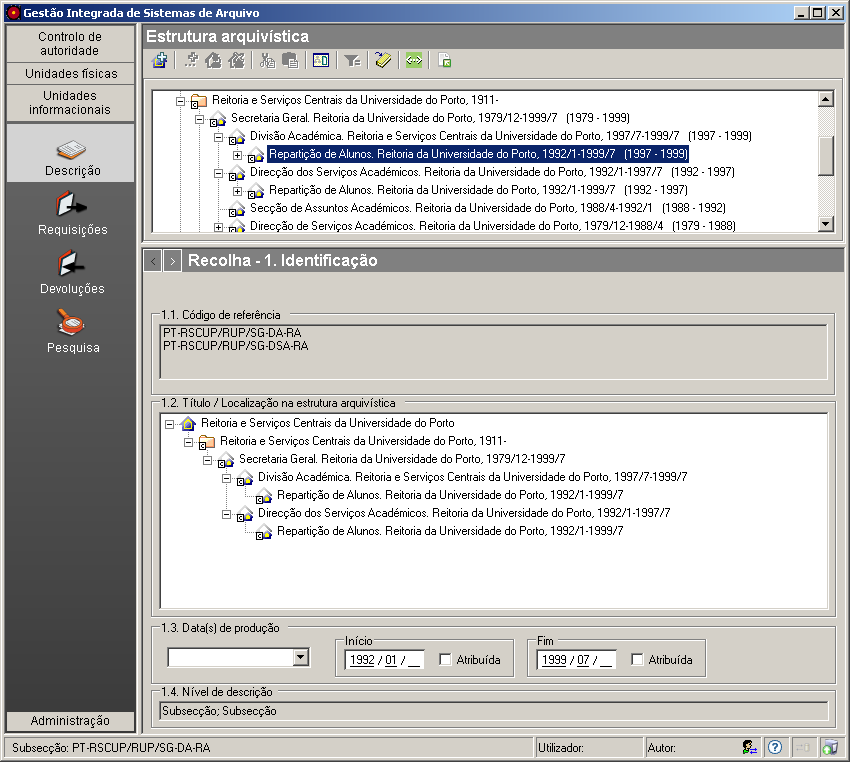 Gestão Integrada de Sistemas de Arquivo
Controlo de
autoridade
Unidades físicas
Unidades
informacionais
Descrição
Requisições
Devoluções
Pesquisa
Administração
Estrutura arquivística
Reitoria e Serviços Centrais da Universidade do Porto, 1911-
Secretaria Geral. Reitoria da Universidade do Porto, 1979/12-1999/7 (1979 - 1999)
Divisão Académica. Reitoria e Serviços Centrais da Universidade do Porto, 1997/7-1999/7 (1997 - 1999)
Repartição de Alunos. Reitoria da Universidade do Porto, 1992/1-1999/7 (1997 - 1999)
Direcção dos Serviços Académicos. Reitoria da Universidade do Porto, 1992/1-1997/7 (1992 - 1997)
Repartição de Alunos. Reitoria da Universidade do Porto, 1992/1-1999/7 (1992 - 1997)
Secção de Assuntos Académicos. Reitoria da Universidade do Porto, 1988/4-1992/1 (1988 - 1992)
Direcção de Serviços Académicos. Reitoria da Universidade do Porto, 1979/12-1988/4 (1979 - 1988)
< > Recolha - 1. Identificação
1.1. Código de referência
PT-RSCUP/RUP/SG-DA-RA
PT-RSCUP/RUP/SG-DSA-RA
1.2. Título / Localização na estrutura arquivística
Reitoria e Serviços Centrais da Universidade do Porto
Reitoria e Serviços Centrais da Universidade do Porto, 1911-
Secretaria Geral. Reitoria da Universidade do Porto, 1979/12-1999/7
Divisão Académica. Reitoria e Serviços Centrais da Universidade do Porto, 1997/7-1999/7
Repartição de Alunos. Reitoria da Universidade do Porto, 1992/1-1999/7
Direcção dos Serviços Académicos. Reitoria da Universidade do Porto, 1992/1-1997/7
Repartição de Alunos. Reitoria da Universidade do Porto, 1992/1-1999/7
1.3. Data(s) de produção
Início
1992 / 01 / __ Atribuída
Fim
1999 / 07 / __ Atribuída
1.4. Nível de descrição
Subsecção; Subsecção
Subsecção: PT-RSCUP/RUP/SG-DA-RA Utilizador: Autor: